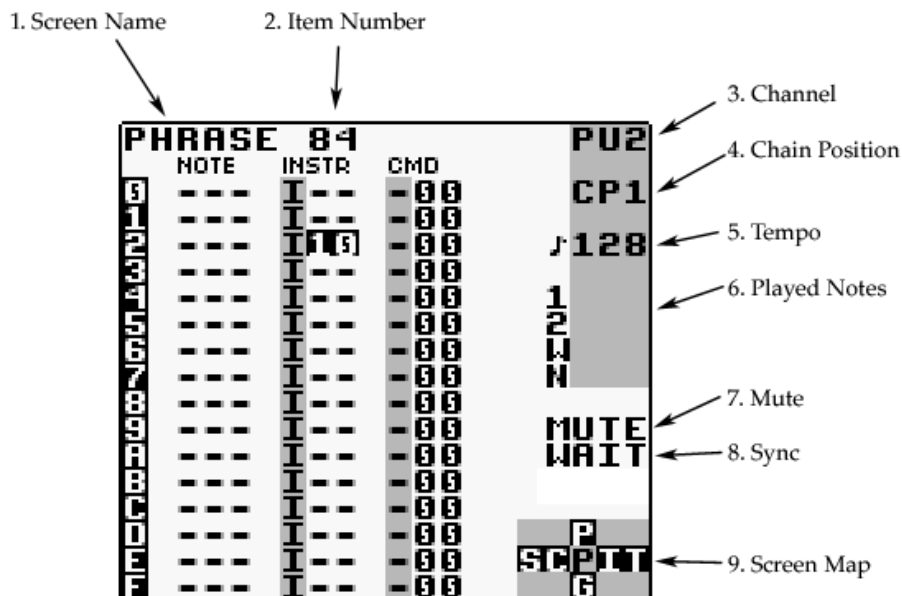 1. Screen Name 2. Item Number
3. Channel
PHRASE 84 PU2
4. Chain Position
NOTE INSTR CMD
0 --- I-- -00 CP1
1 --- I-- -00
2 --- I10 -00 ♪128
5. Tempo
3 --- I-- -00
6. Played Notes
4 --- I-- -00 1
5 --- I-- -00 2
6 --- I-- -00 W
7 --- I-- -00 N
7. Mute
8 --- I-- -00
9 --- I-- -00 MUTE
A --- I-- -00 WAIT
8. Sync
B --- I-- -00
C --- I-- -00
D --- I-- -00 P
E --- I-- -00 SCPIT
9. Screen Map
F --- I-- -00 G